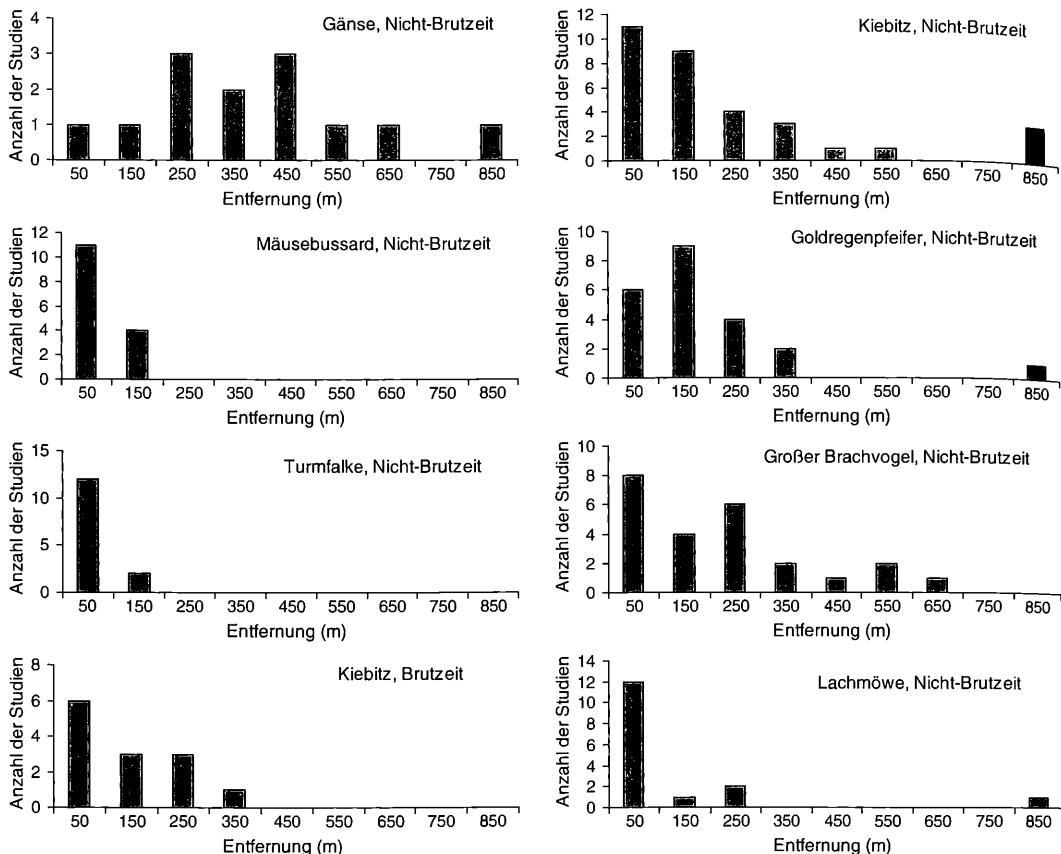 Gänse, Nicht-Brutzeit
Anzahl der Studien
4
3
2
1
0
50 150 250 350 450 550 650 750 850
Entfernung (m)
Kiebitz, Nicht-Brutzeit
Anzahl der Studien
12
10
8
6
4
2
0
50 150 250 350 450 550 650 750 850
Entfernung (m)
Mäusebussard, Nicht-Brutzeit
Anzahl der Studien
12
10
8
6
4
2
0
50 150 250 350 450 550 650 750 850
Entfernung (m)
Goldregenpfeifer, Nicht-Brutzeit
Anzahl der Studien
10
8
6
4
2
0
50 150 250 350 450 550 650 750 850
Entfernung (m)
Turmfalke, Nicht-Brutzeit
Anzahl der Studien
15
10
5
0
50 150 250 350 450 550 650 750 850
Entfernung (m)
Großer Brachvogel, Nicht-Brutzeit
Anzahl der Studien
10
8
6
4
2
0
50 150 250 350 450 550 650 750 850
Entfernung (m)
Kiebitz, Brutzeit
Anzahl der Studien
8
6
4
2
0
50 150 250 350 450 550 650 750 850
Entfernung (m)
Lachmöwe, Nicht-Brutzeit
Anzahl der Studien
14
12
10
8
6
4
2
0
50 150 250 350 450 550 650 750 850
Entfernung (m)